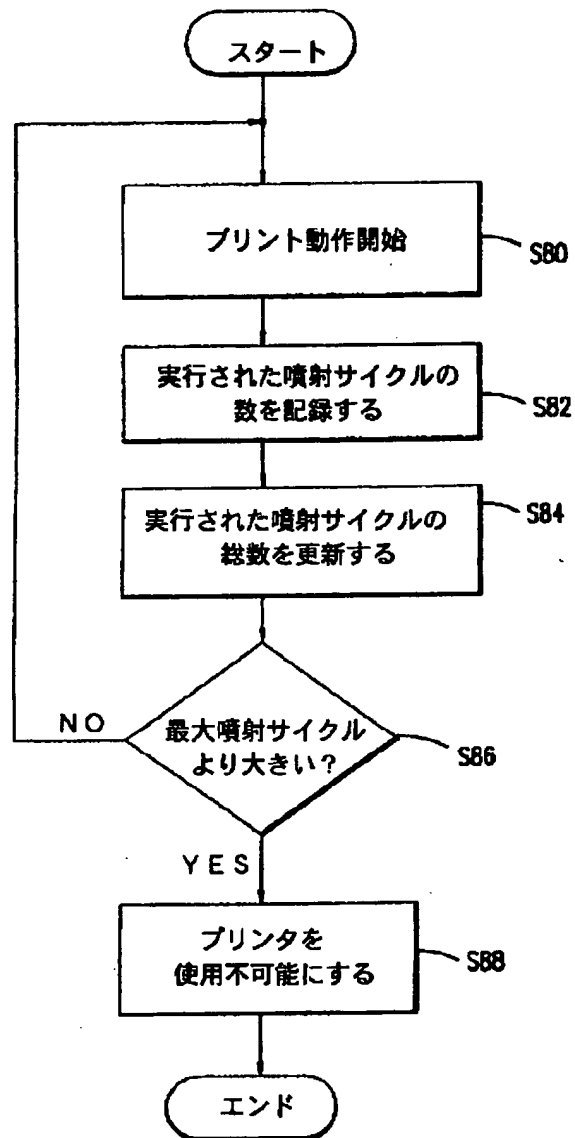 スタート
プリント動作開始
S80
実行された噴射サイクルの
数を記録する
S82
実行された噴射サイクルの
総数を更新する
S84
最大噴射サイクル
より大きい?
S86
NO
YES
プリンタを
使用不可能にする
S88
エンド